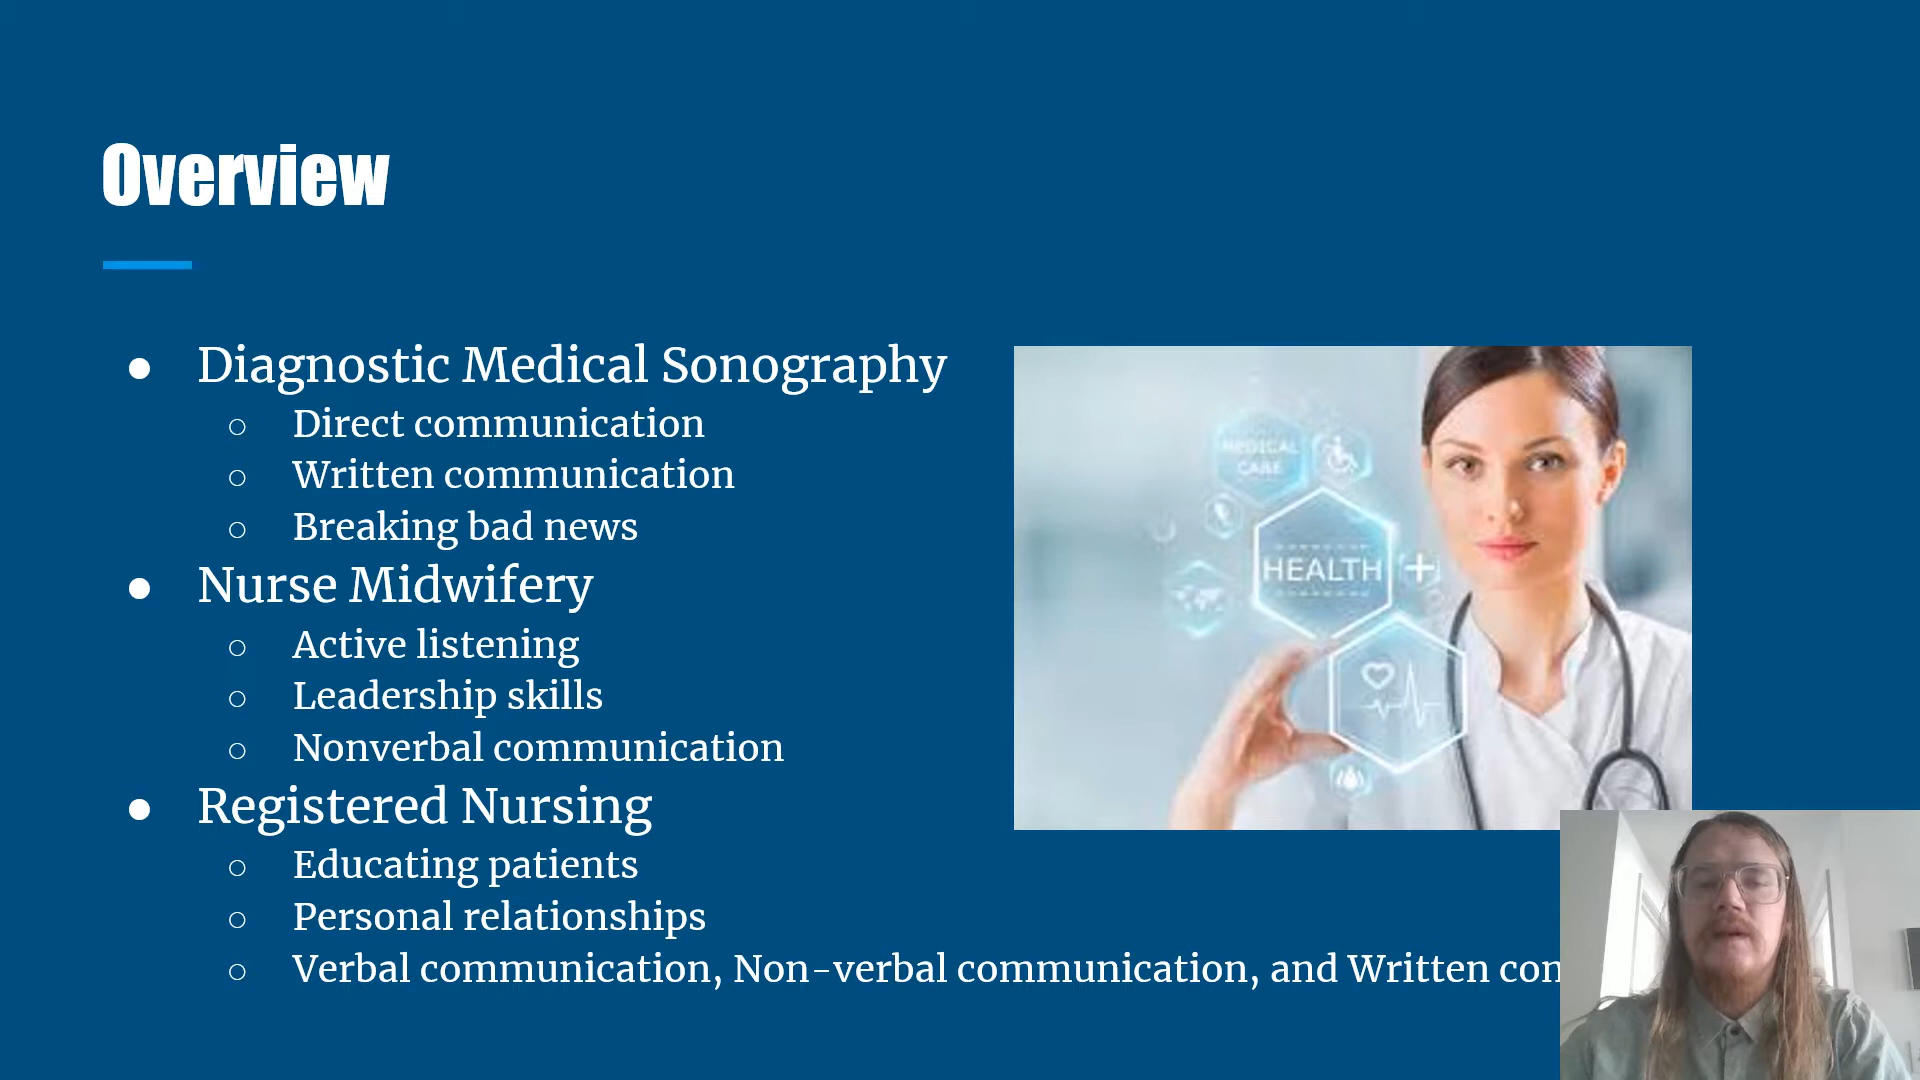 Overview
Diagnostic Medical Sonography
Direct communication
Written communication
Breaking bad news
Nurse Midwifery
Active listening
Leadership skills
Nonverbal communication
Registered Nursing
Educating patients
Personal relationships
Verbal communication, Non-verbal communication, and Written con
MEDICAL
CARE
HEALTH